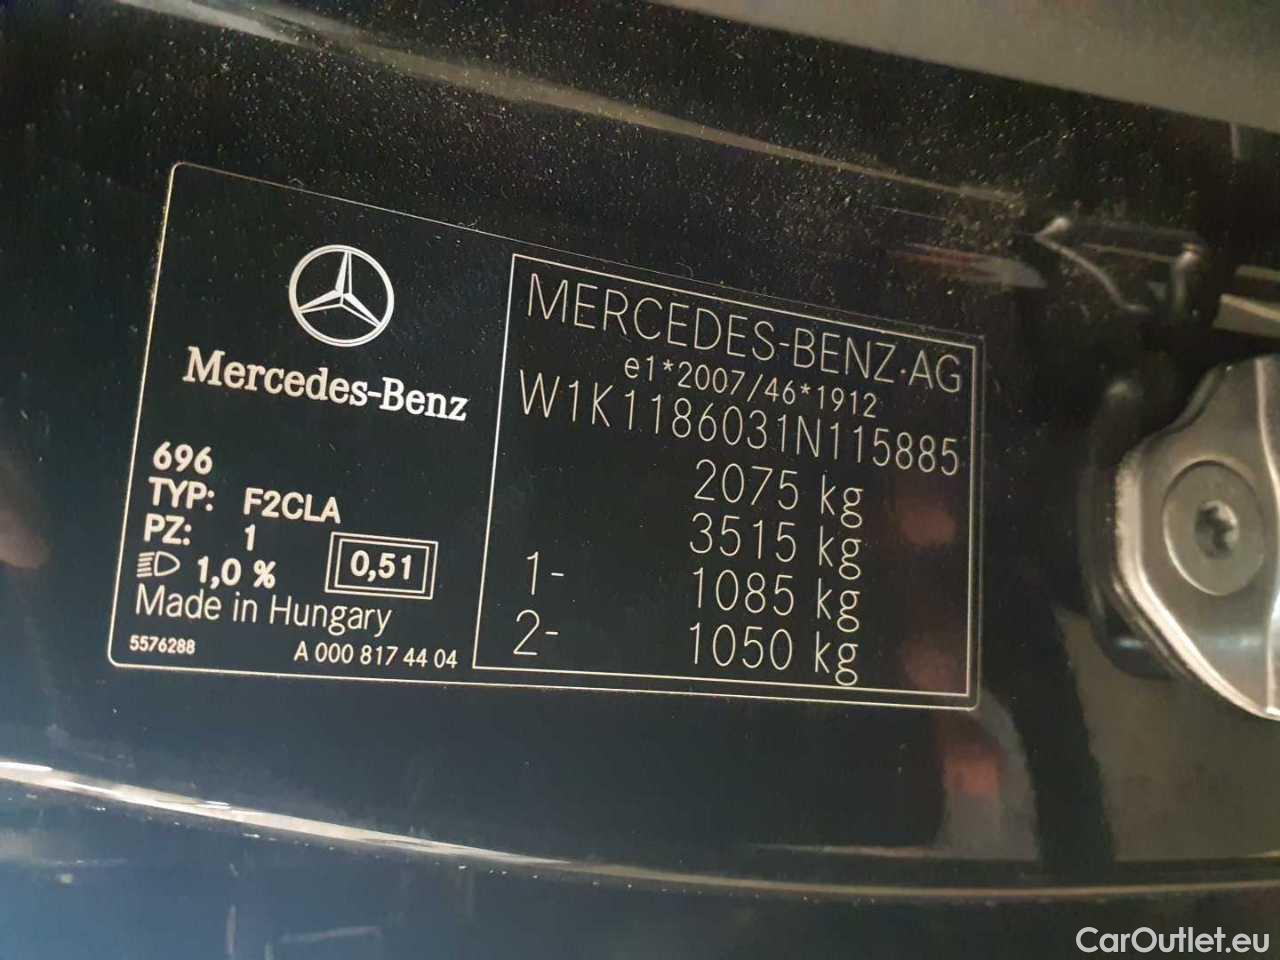 Mercedes-Benz
696
TYP: F2CLA
PZ: 1
1,0 %
0,51
Made in Hungary
5576288 A 000 817 44 04
MERCEDES-BENZ·AG
e1*2007/46*1912
W1K1186031N115885
2075 kg
3515 kg
1- 1085 kg
2- 1050 kg
CarOutlet.eu